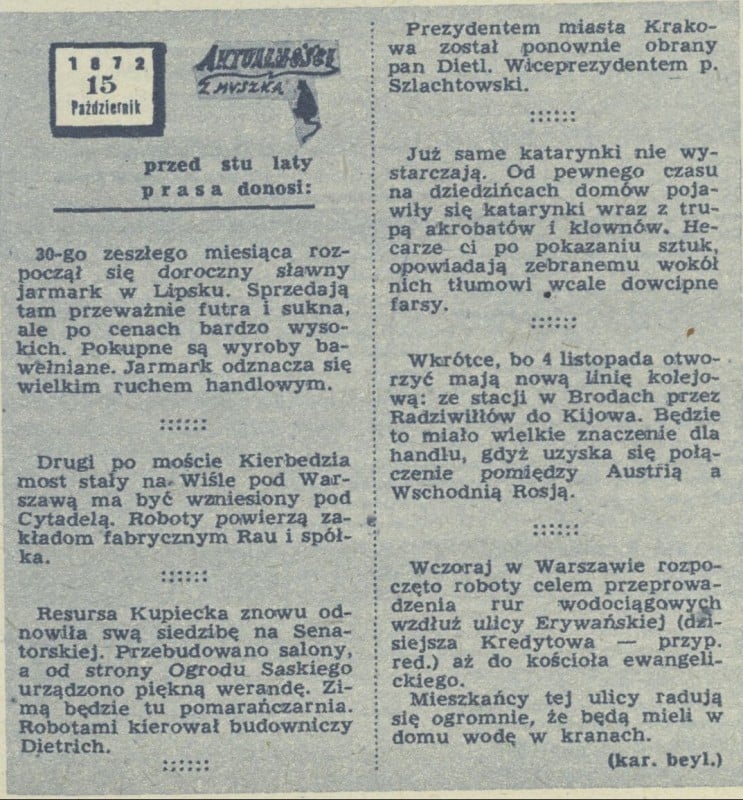 1872
15
Październik
AKTUALNOŚCI
Z MUSZKĄ
przed stu laty
prasa donosi:
30-go zeszłego miesiąca roz-
począł się doroczny sławny
jarmark w Lipsku. Sprzedają
tam przeważnie futra i sukna,
ale po cenach bardzo wyso-
kich. Pokupne są wyroby ba-
wełniane. Jarmark odznacza się
wielkim ruchem handlowym.
Drugi po moście Kierbedzia
most stały na Wiśle pod War-
szawą ma być wzniesiony pod
Cytadelą. Roboty powierzą za-
kładom fabrycznym Rau i spół-
ka.
Resursa Kupiecka znowu od-
nowiła swą siedzibę na Sena-
torskiej. Przebudowano salony,
a od strony Ogrodu Saskiego
urządzono piękną werandę. Zi-
mą będzie tu pomarańczarnia.
Robotami kierował budowniczy
Dietrich.
Prezydentem miasta Krako-
wa został ponownie obrany
pan Dietl. Wiceprezydentem p.
Szlachtowski.
Już same katarynki nie wy-
starczają. Od pewnego czasu
na dziedzińcach domów poja-
wiły się katarynki wraz z tru-
pą akrobatów i klownów. He-
carze ci po pokazaniu sztuk,
opowiadają zebranemu wokół
nich tłumowi wcale dowcipne
farsy.
Wkrótce, bo 4 listopada otwo-
rzyć mają nową linię kolejo-
wą: ze stacji w Brodach przez
Radziwiłłów do Kijowa. Będzie
to miało wielkie znaczenie dla
handlu, gdyż uzyska się połą-
czenie pomiędzy Austrią a
Wschodnią Rosją.
Wczoraj w Warszawie rozpo-
częto roboty celem przeprowa-
dzenia rur wodociągowych
wzdłuż ulicy Erywańskiej (dzi-
siejsza Kredytowa — przyp.
red.) aż do kościoła ewangeli-
ckiego.
Mieszkańcy tej ulicy radują
się ogromnie, że będą mieli w
domu wodę w kranach.
(kar. beyl.)